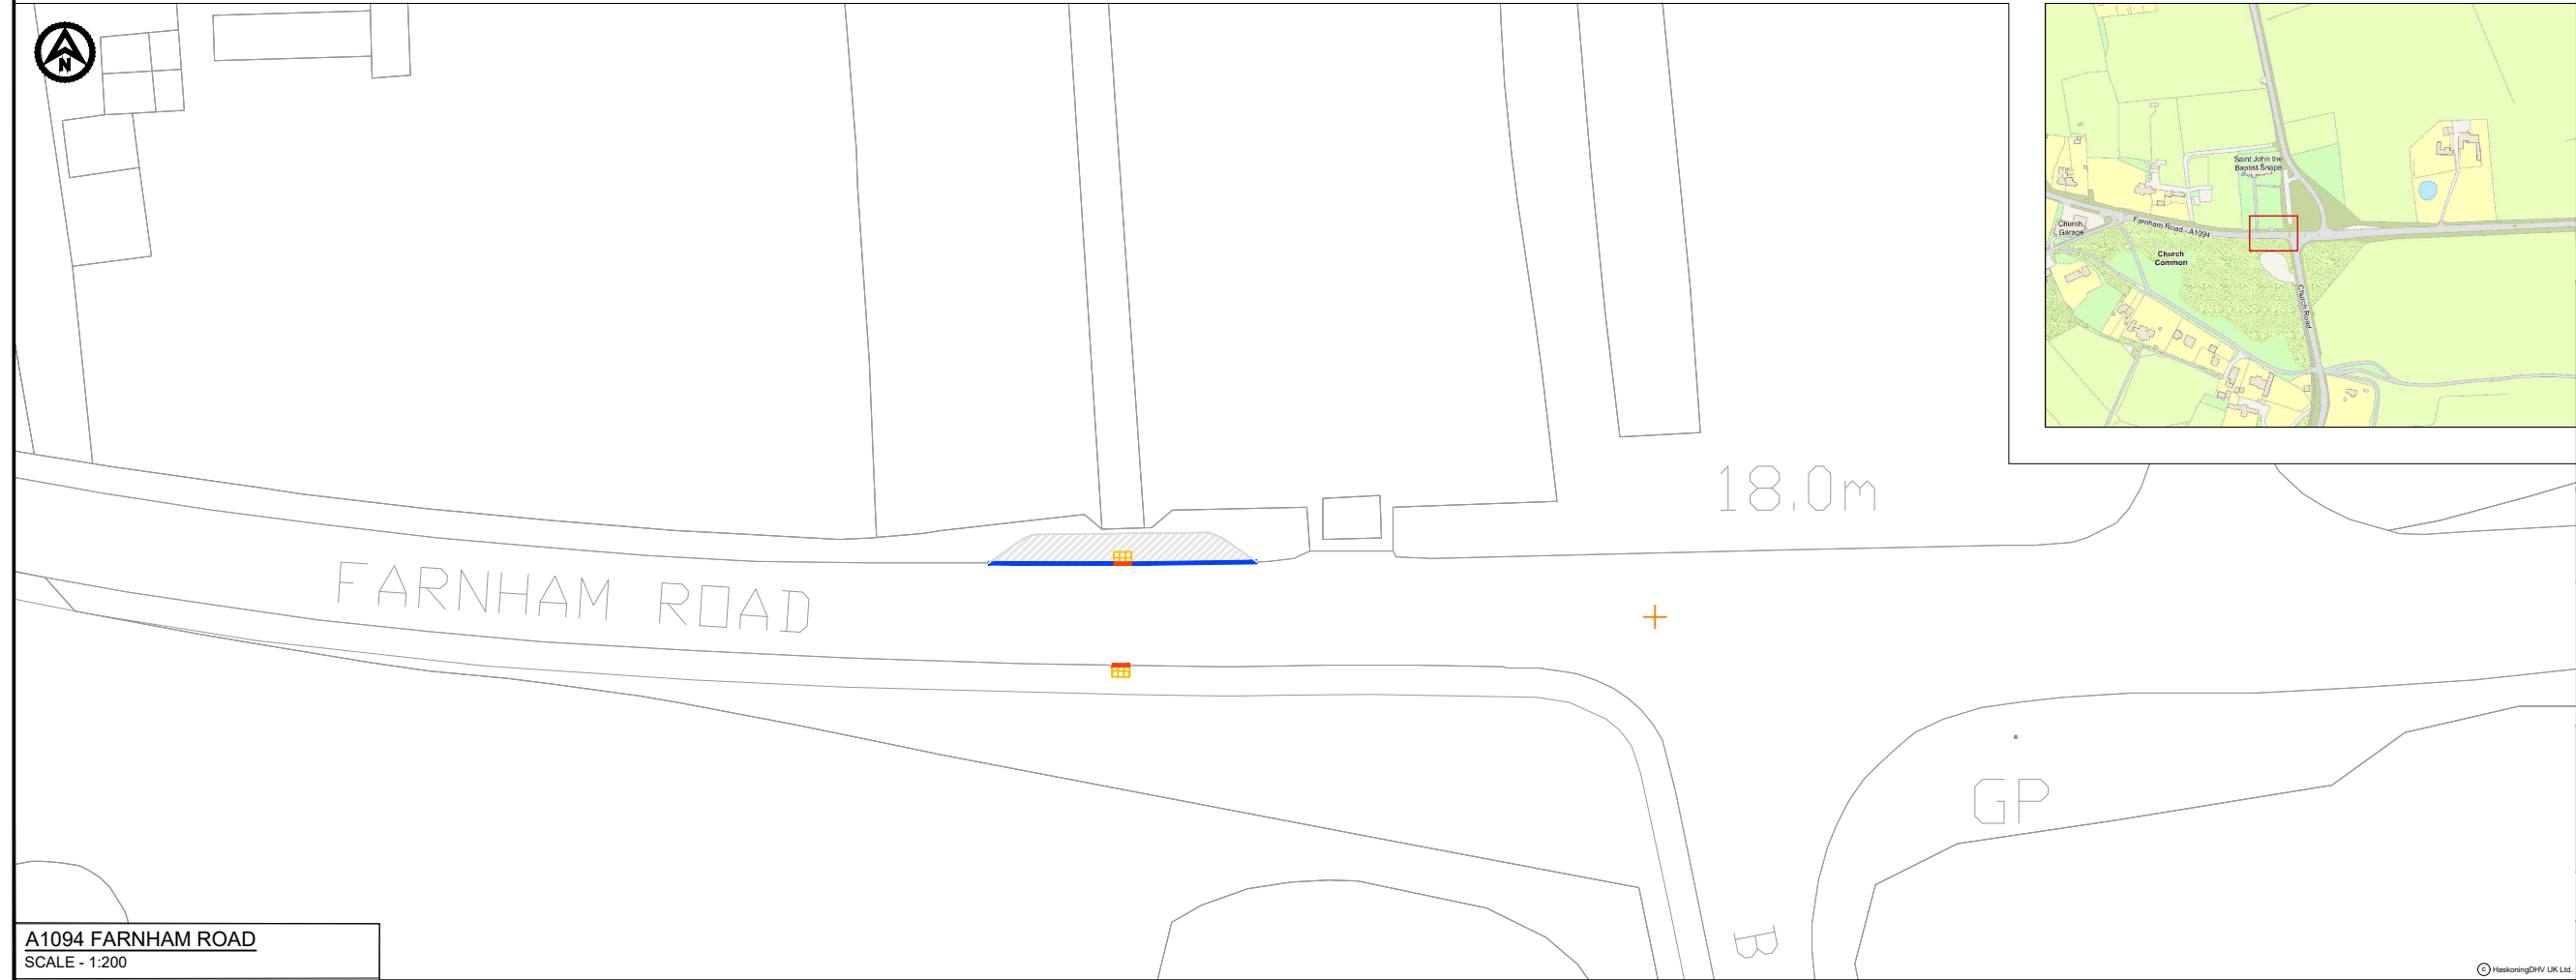 N
Saint John the
Baptist Snape
Church
Garage
Farnham Road - A1094
Church
Common
Church Road
18.0m
FARNHAM ROAD
GP
B
A1094 FARNHAM ROAD
SCALE - 1:200
© HaskoningDHV UK Ltd.